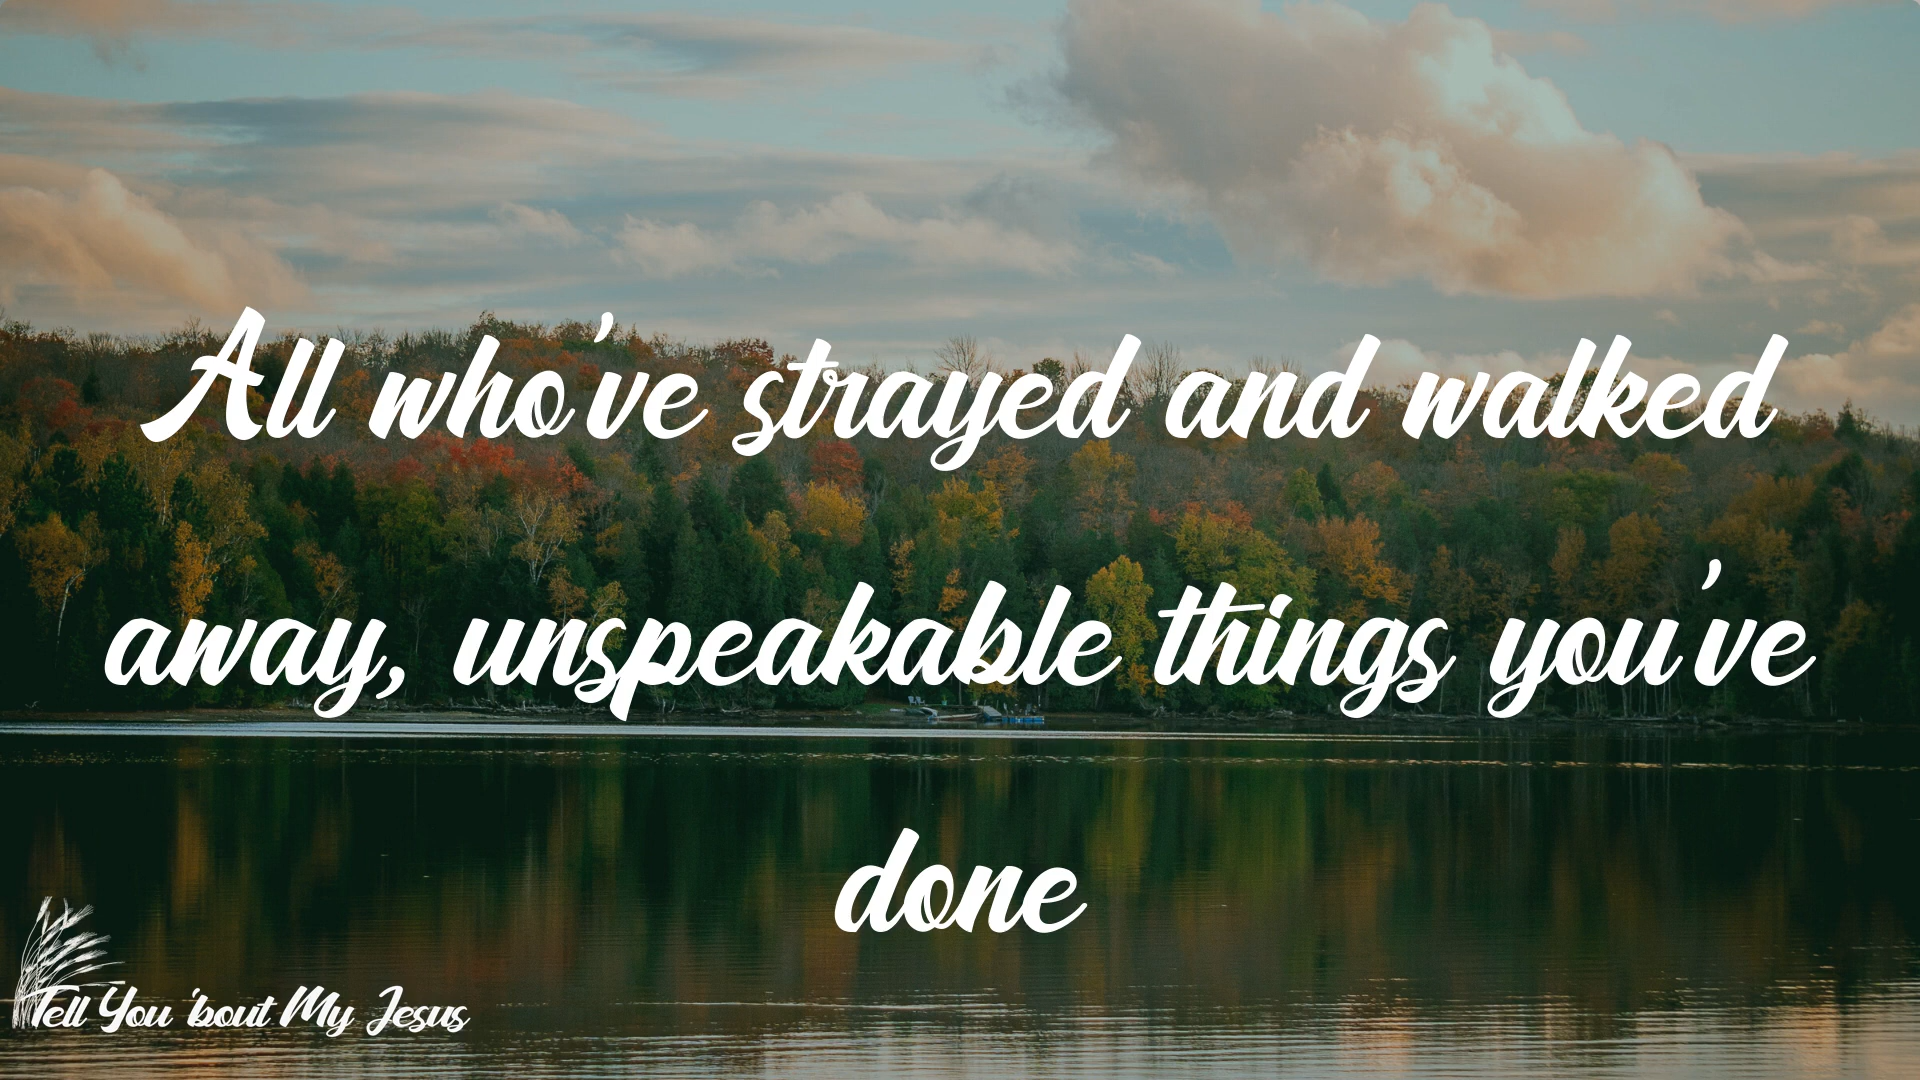 All who've strayed and walked
away, unspeakable things you've
done
Tell You 'bout My Jesus